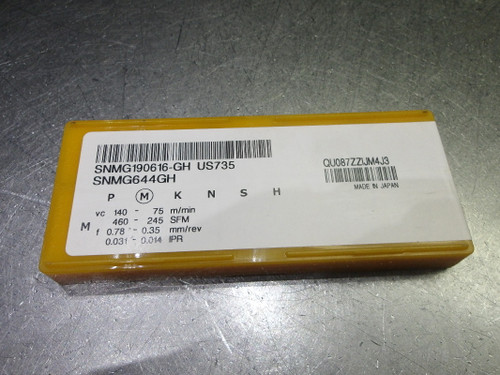 SNMG190616-GH US735
SNMG644GH
QU087ZZIJM4J3
MADE IN JAPAN
P M K N S H
M
vc 140 - 75 m/min
460 - 245 SFM
f 0.78 - 0.35 mm/rev
0.031 - 0.014 IPR